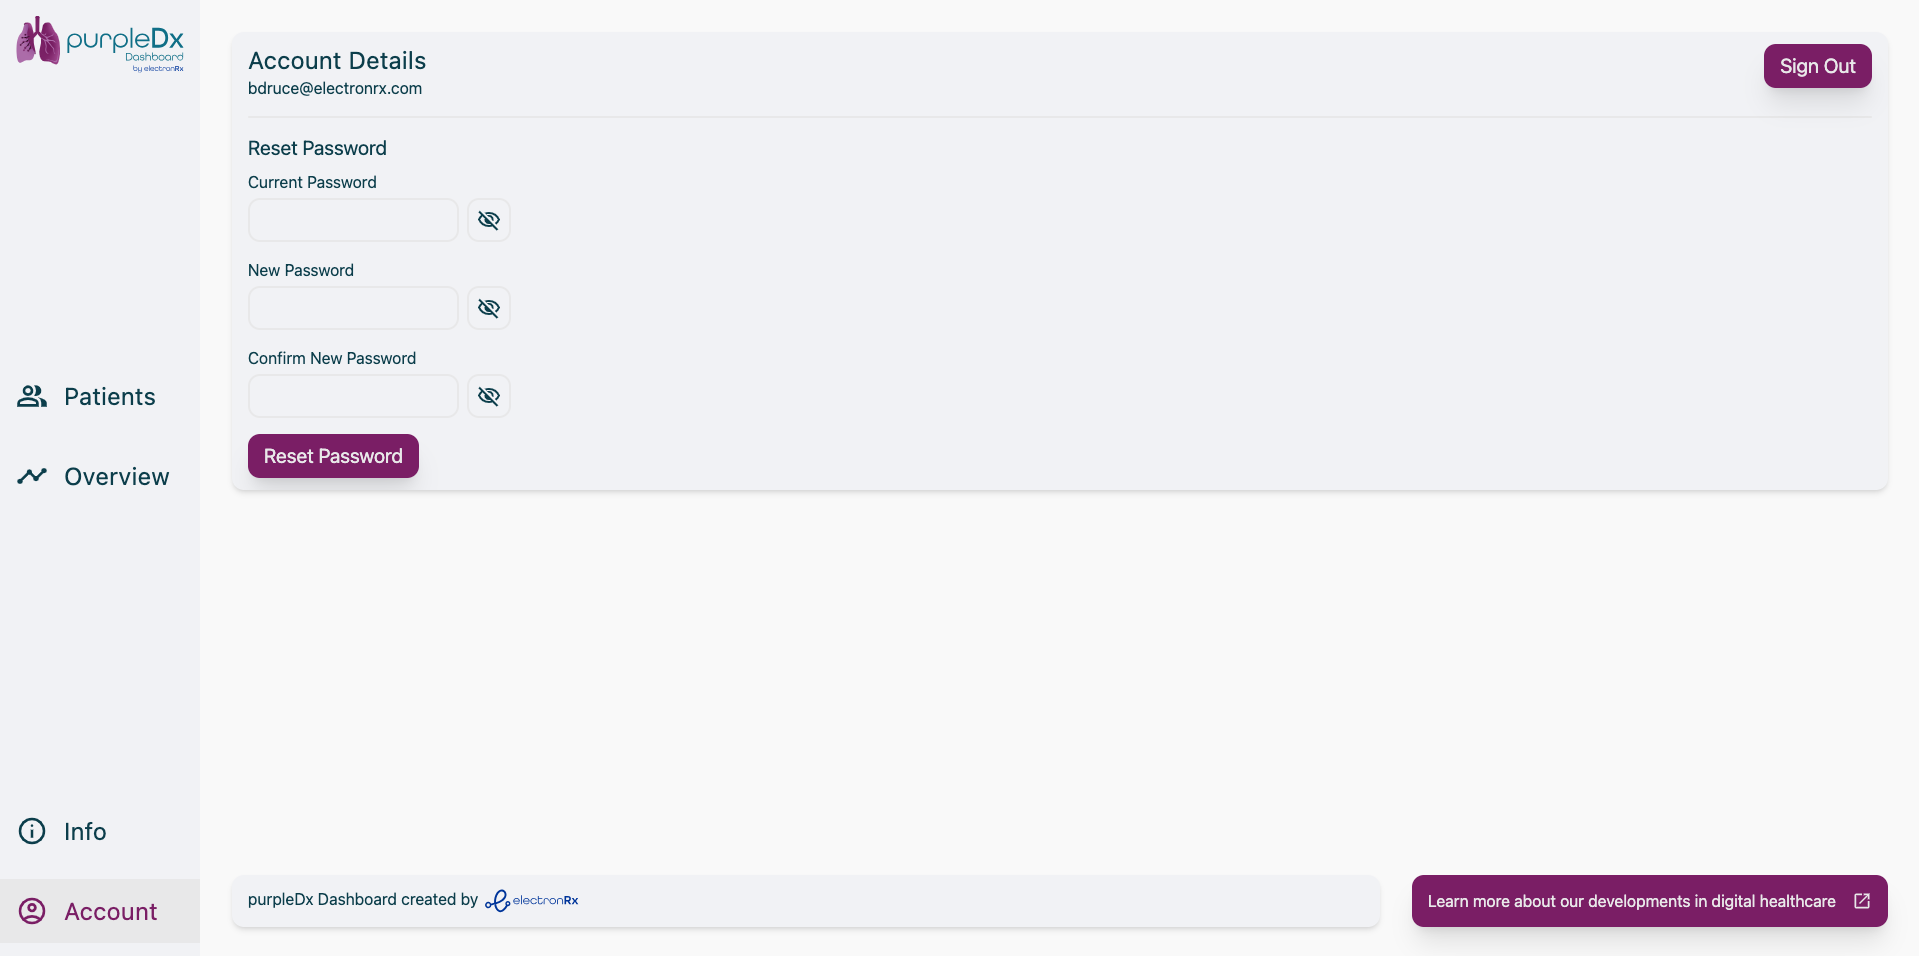 purpleDx
Dashboard
by electronRx
Patients
Overview
Info
Account
Account Details
bdruce@electronrx.com
Sign Out
Reset Password
Current Password
New Password
Confirm New Password
Reset Password
purpleDx Dashboard created by electronRx
Learn more about our developments in digital healthcare